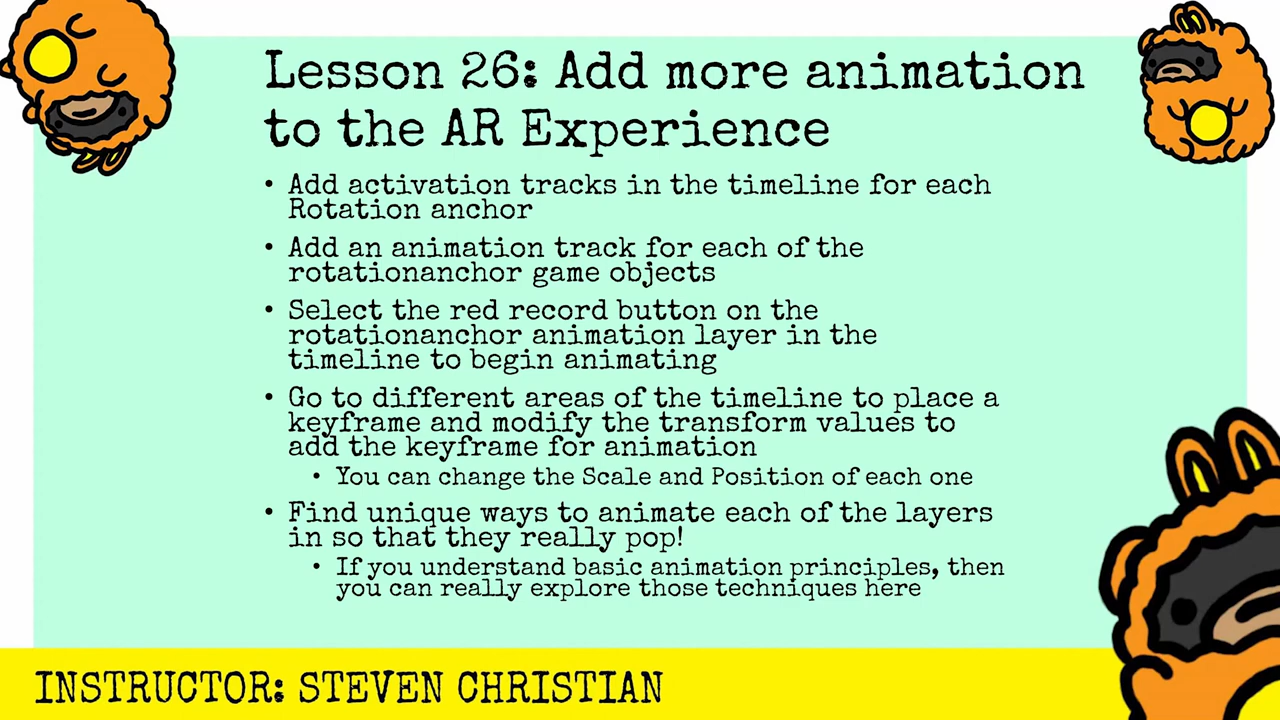 Lesson 26: Add more animation
to the AR Experience
• Add activation tracks in the timeline for each
Rotation anchor
• Add an animation track for each of the
rotationanchor game objects
• Select the red record button on the
rotationanchor animation layer in the
timeline to begin animating
• Go to different areas of the timeline to place a
keyframe and modify the transform values to
add the keyframe for animation
• You can change the Scale and Position of each one
• Find unique ways to animate each of the layers
in so that they really pop!
• If you understand basic animation principles, then
you can really explore those techniques here
INSTRUCTOR: STEVEN CHRISTIAN